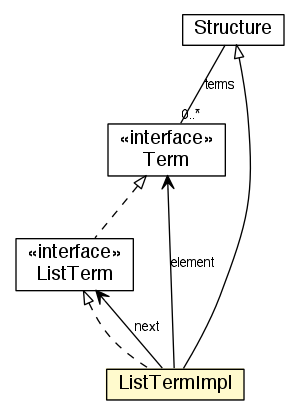 Structure
terms
0..*
«interface»
Term
«interface»
ListTerm
element
next
ListTermImpl